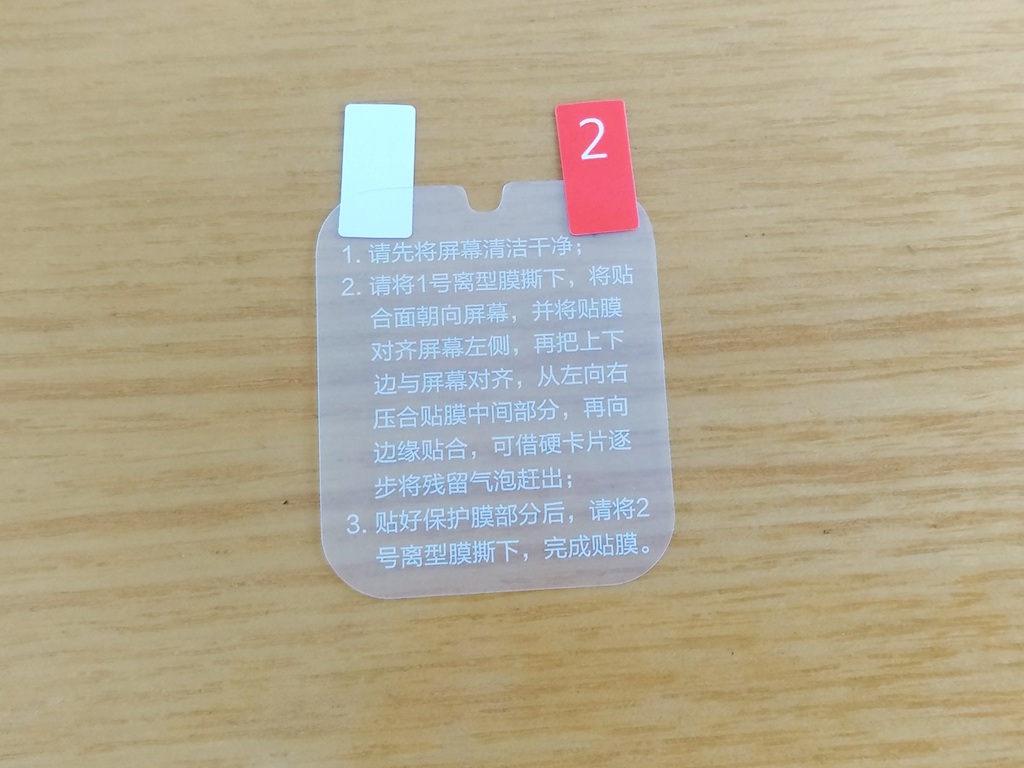 2
1. 请先将屏幕清洁干净；
2. 请将1号离型膜撕下，将贴
合面朝向屏幕，并将贴膜
对齐屏幕左侧，再把上下
边与屏幕对齐，从左向右
压合贴膜中间部分，再向
边缘贴合，可借硬卡片逐
步将残留气泡赶出；
3. 贴好保护膜部分后，请将2
号离型膜撕下，完成贴膜。